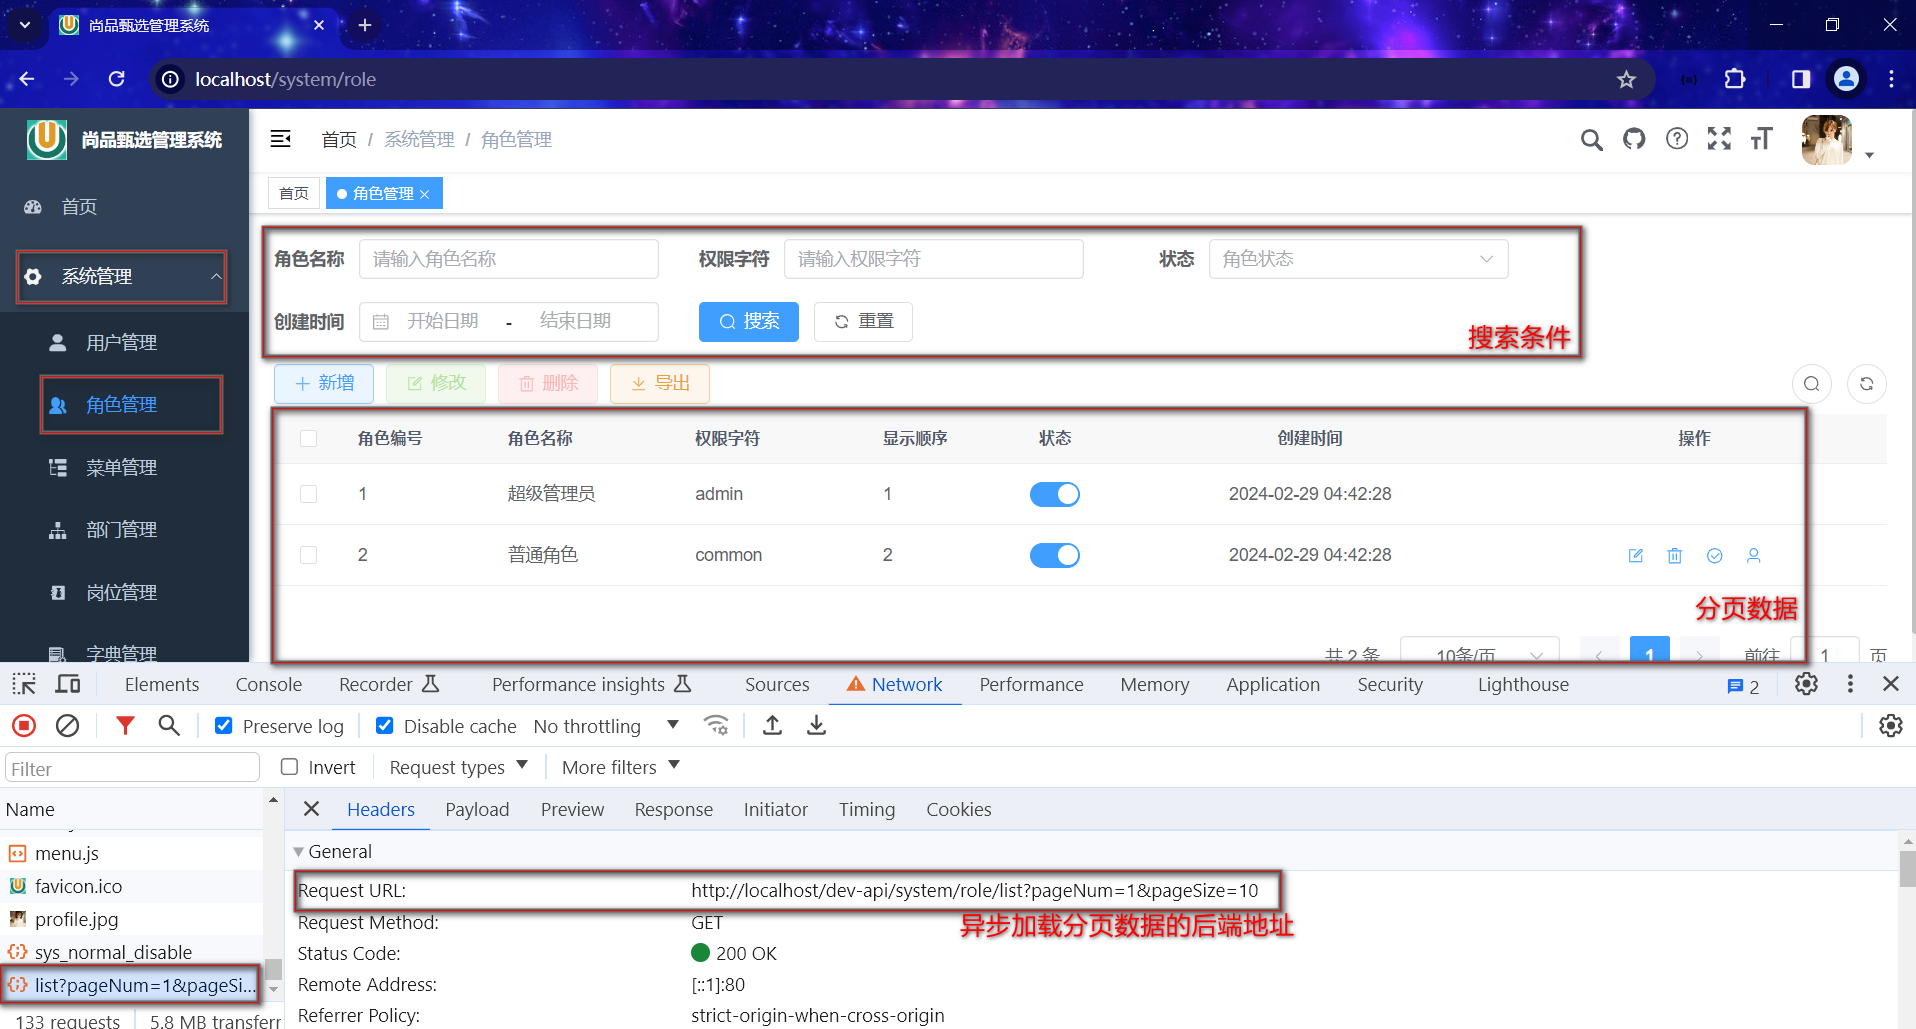 尚品甄选管理系统
localhost/system/role
尚品甄选管理系统
首页 / 系统管理 / 角色管理
首页
角色管理
首页
系统管理
用户管理
角色管理
菜单管理
部门管理
岗位管理
字典管理
角色名称 请输入角色名称 权限字符 请输入权限字符 状态 角色状态
创建时间 开始日期 - 结束日期 搜索 重置
搜索条件
新增 修改 删除 导出
角色编号 角色名称 权限字符 显示顺序 状态 创建时间 操作
1 超级管理员 admin 1 2024-02-29 04:42:28
2 普通角色 common 2 2024-02-29 04:42:28
分页数据
共 2 条 10条/页 1 前往 1 页
Elements Console Recorder Performance insights Sources Network Performance Memory Application Security Lighthouse 2
Preserve log Disable cache No throttling
Filter Invert Request types More filters
Name
menu.js
favicon.ico
profile.jpg
sys_normal_disable
list?pageNum=1&pageSi...
133 requests 5.8 MB transferr
Headers Payload Preview Response Initiator Timing Cookies
General
Request URL: http://localhost/dev-api/system/role/list?pageNum=1&pageSize=10
Request Method: GET
异步加载分页数据的后端地址
Status Code: 200 OK
Remote Address: [::1]:80
Referrer Policy: strict-origin-when-cross-origin